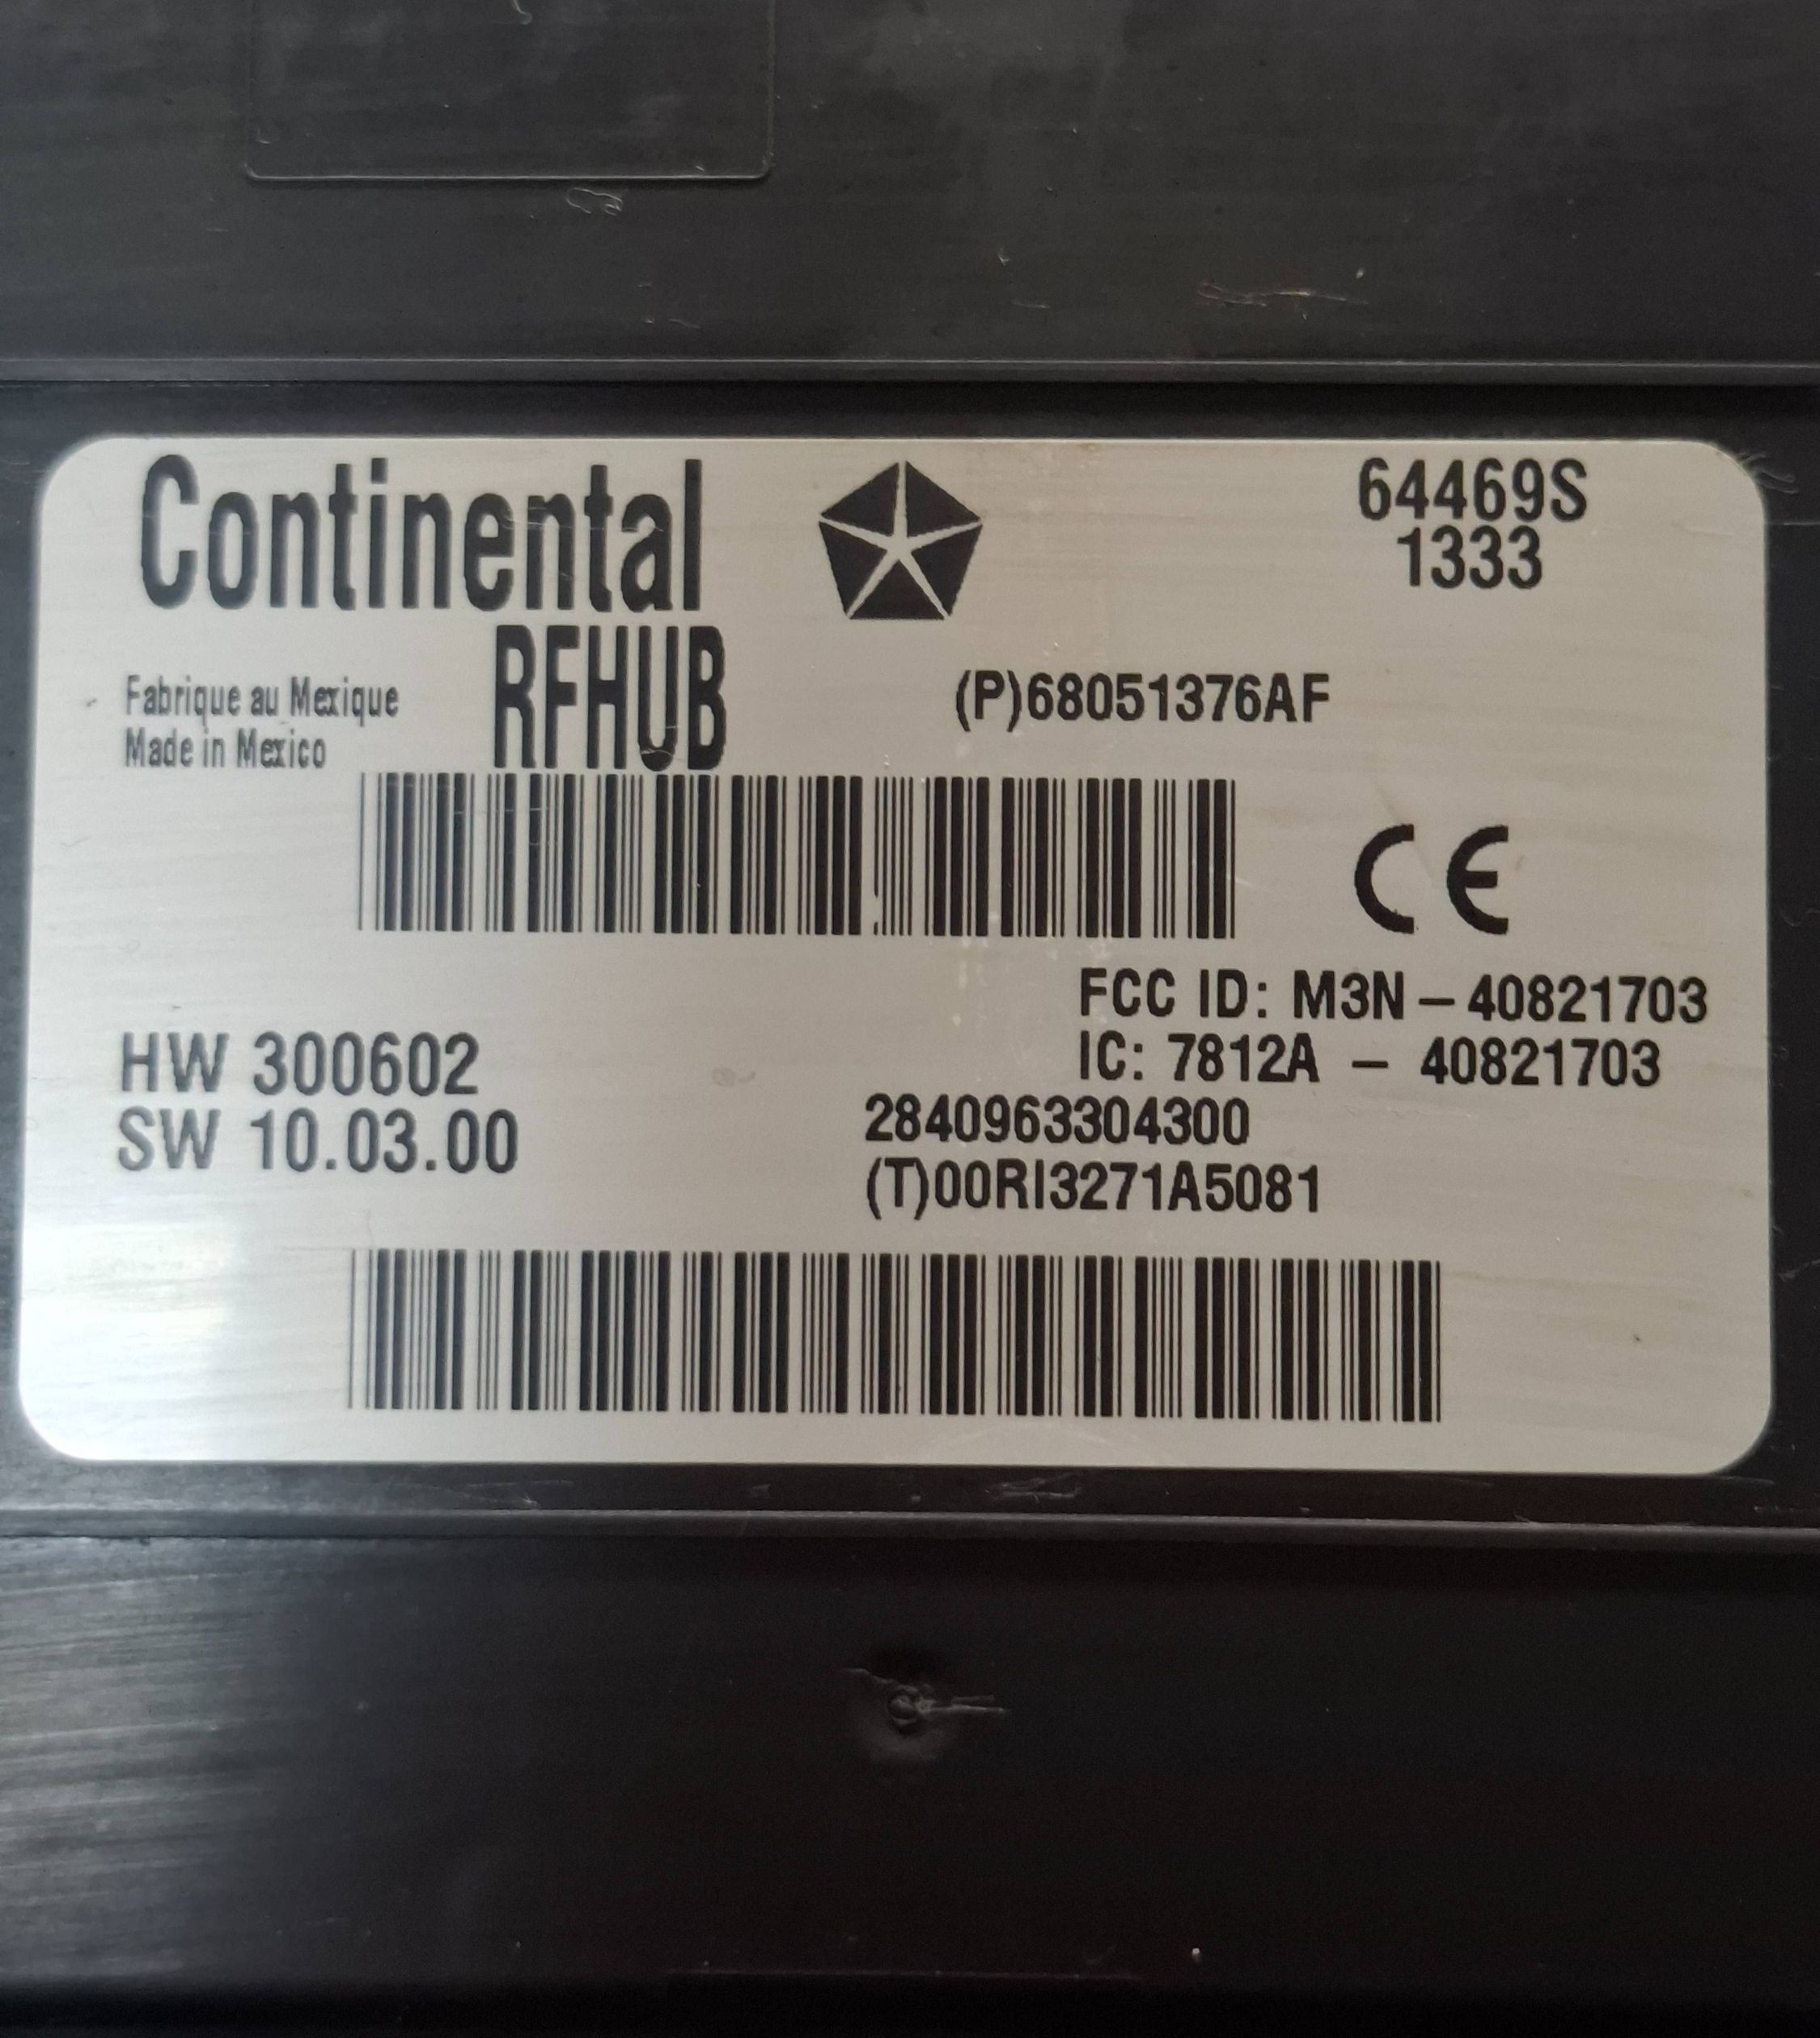 Continental
64469S
1333
RFHUB
Fabrique au Mexique
Made in Mexico
(P)68051376AF
CE
FCC ID: M3N–40821703
IC: 7812A – 40821703
HW 300602
SW 10.03.00
2840963304300
(T)00RI3271A5081